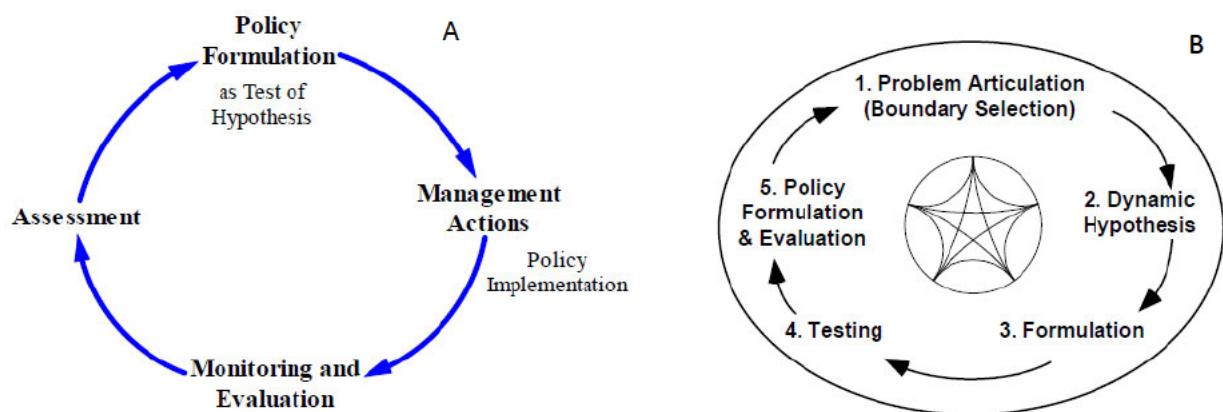 Policy
Formulation
as Test of
Hypothesis
A
Management
Actions
Policy
Implementation
Monitoring and
Evaluation
Assessment
B
1. Problem Articulation
(Boundary Selection)
2. Dynamic
Hypothesis
3. Formulation
4. Testing
5. Policy
Formulation
& Evaluation